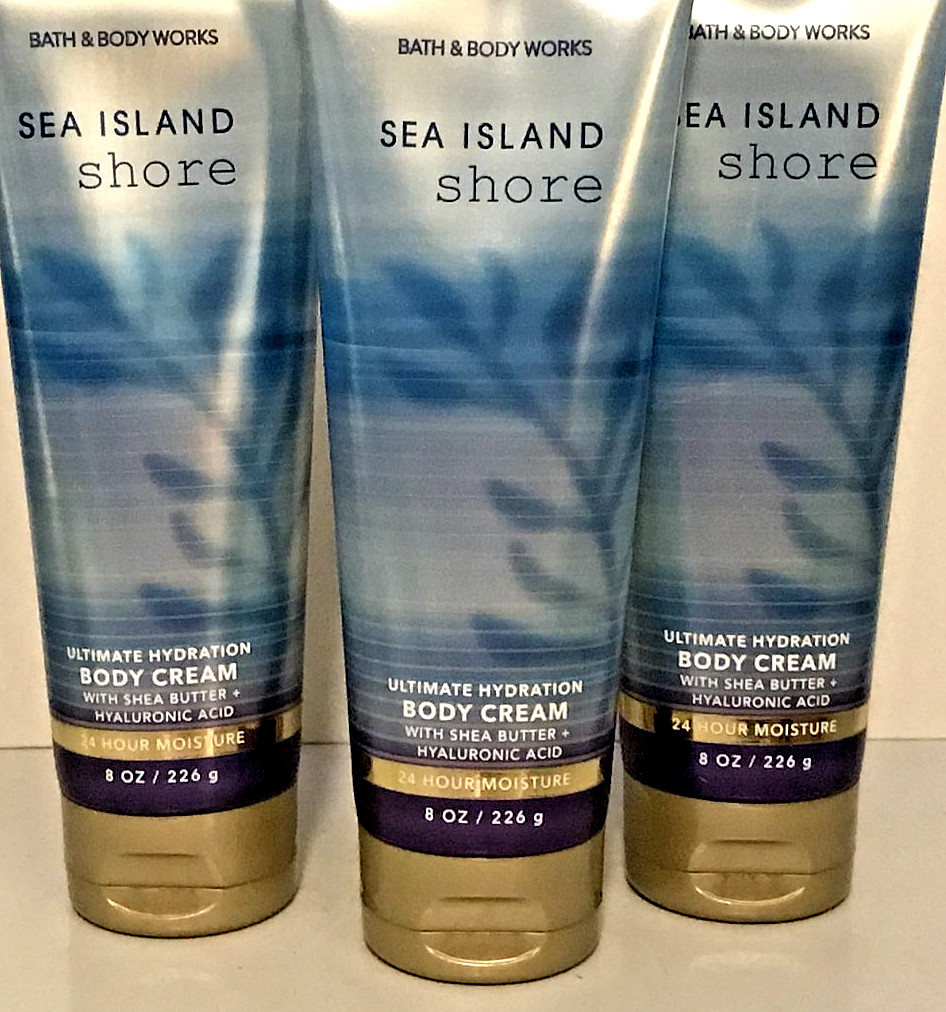 BATH & BODY WORKS
SEA ISLAND
shore
ULTIMATE HYDRATION
BODY CREAM
WITH SHEA BUTTER +
HYALURONIC ACID
24 HOUR MOISTURE
8 OZ / 226 g
BATH & BODY WORKS
SEA ISLAND
shore
ULTIMATE HYDRATION
BODY CREAM
WITH SHEA BUTTER +
HYALURONIC ACID
24 HOUR MOISTURE
8 OZ / 226 g
BATH & BODY WORKS
SEA ISLAND
shore
ULTIMATE HYDRATION
BODY CREAM
WITH SHEA BUTTER +
HYALURONIC ACID
24 HOUR MOISTURE
8 OZ / 226 g